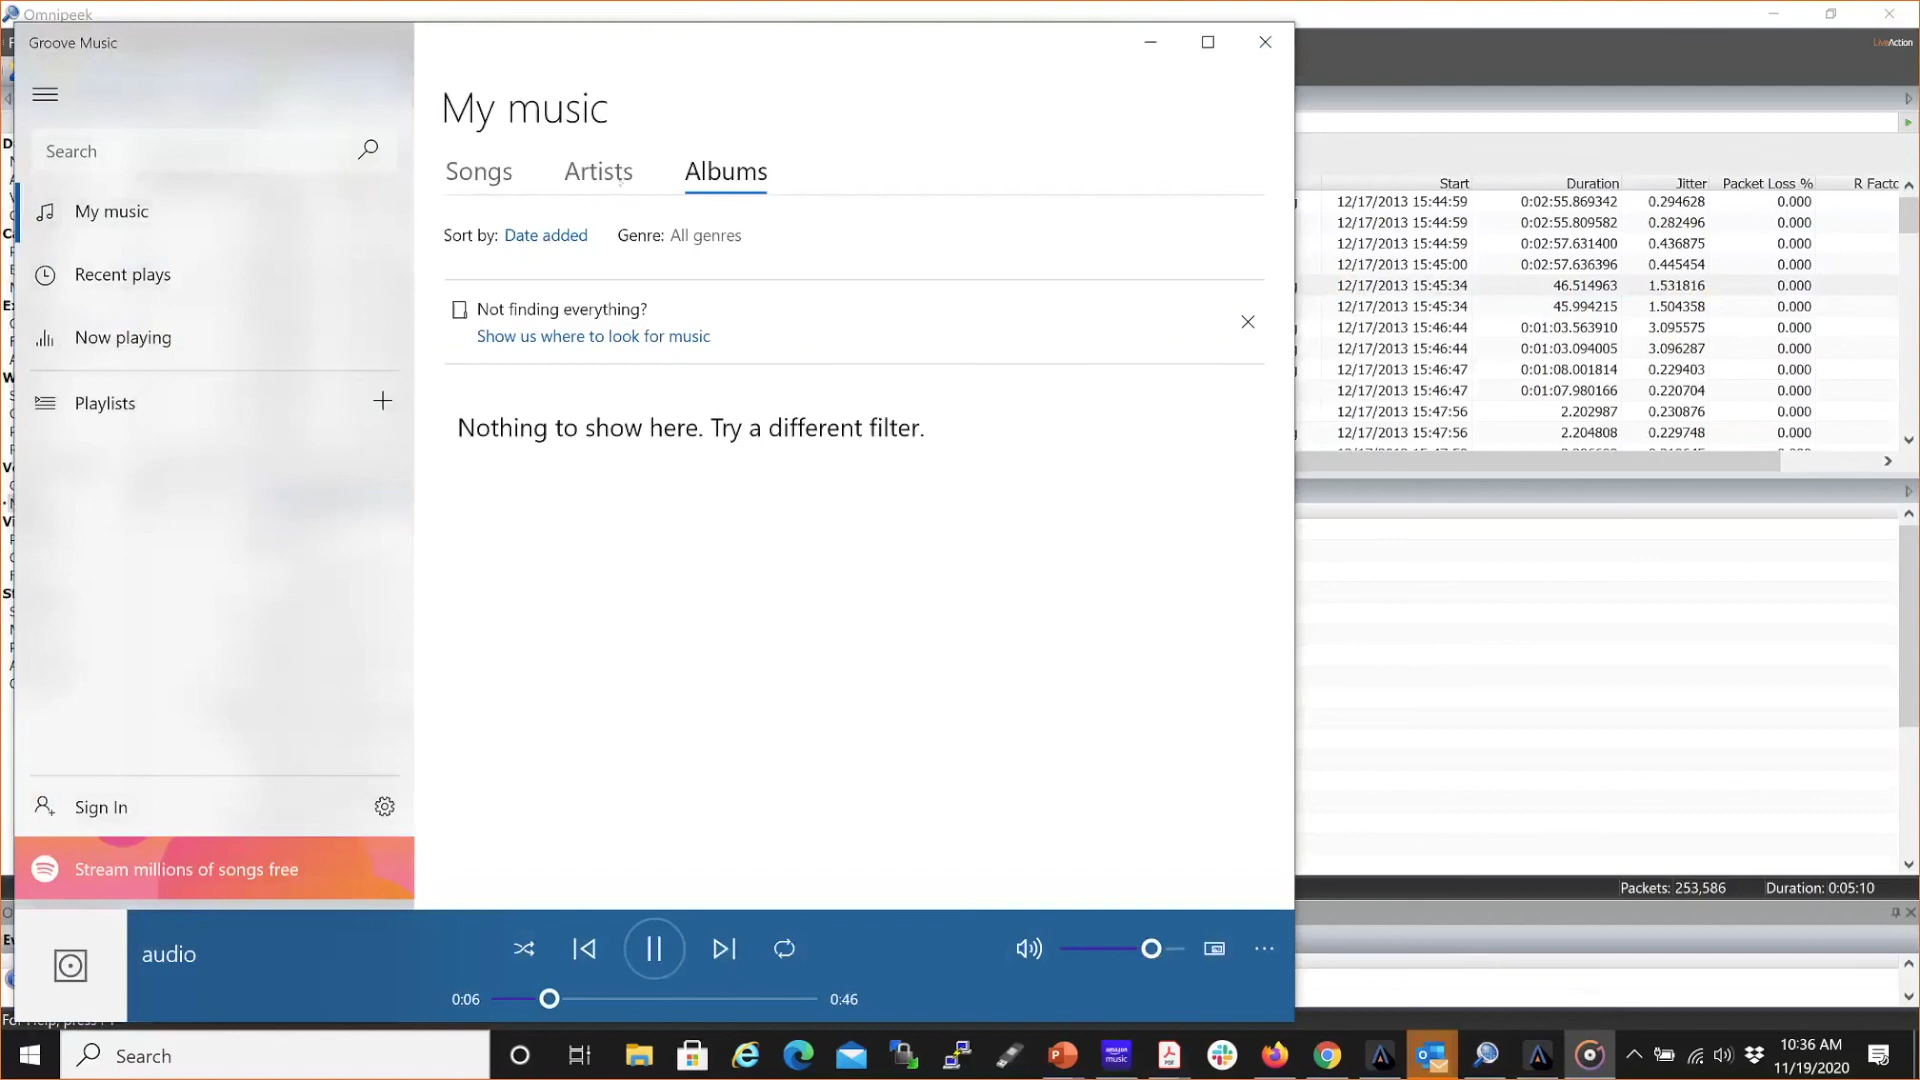 Omnipeek
Groove Music
LiveAction
My music
Search
Songs Artists Albums
My music
Sort by: Date added Genre: All genres
Recent plays
Not finding everything?
Show us where to look for music
Now playing
Playlists
Nothing to show here. Try a different filter.
Sign In
Stream millions of songs free
audio
0:06 0:46
Start Duration Jitter Packet Loss %
12/17/2013 15:44:59 0:02:55.869342 0.294628 0.000
12/17/2013 15:44:59 0:02:55.809582 0.282496 0.000
12/17/2013 15:44:59 0:02:57.631400 0.436875 0.000
12/17/2013 15:45:00 0:02:57.636396 0.445454 0.000
12/17/2013 15:45:34 46.514963 1.531816 0.000
12/17/2013 15:45:34 45.994215 1.504358 0.000
12/17/2013 15:46:44 0:01:03.563910 3.095575 0.000
12/17/2013 15:46:44 0:01:03.094005 3.096287 0.000
12/17/2013 15:46:47 0:01:08.001814 0.229403 0.000
12/17/2013 15:46:47 0:01:07.980166 0.220704 0.000
12/17/2013 15:47:56 2.202987 0.230876 0.000
12/17/2013 15:47:56 2.204808 0.229748 0.000
Packets: 253,586 Duration: 0:05:10
Search
amazon music
10:36 AM
11/19/2020